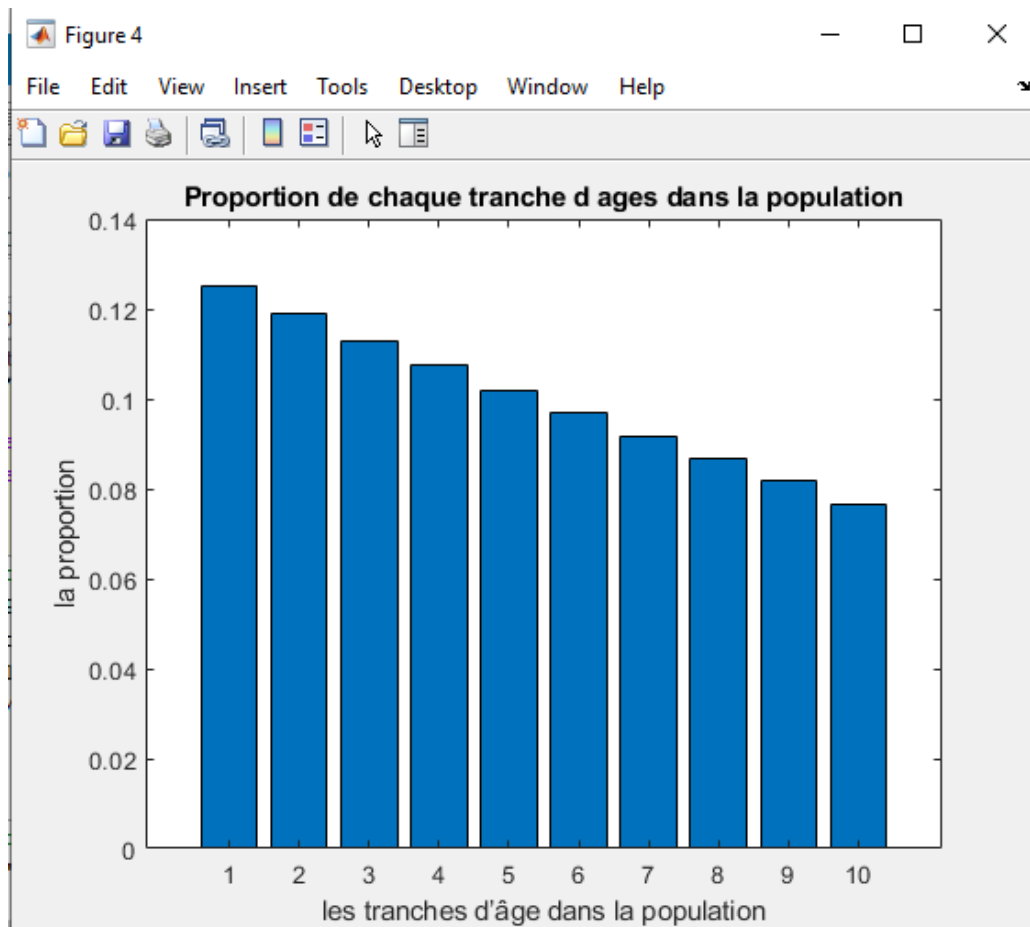 Figure 4
File Edit View Insert Tools Desktop Window Help
Proportion de chaque tranche d ages dans la population
0.14
0.12
0.1
0.08
0.06
0.04
0.02
0
la proportion
1 2 3 4 5 6 7 8 9 10
les tranches d'âge dans la population